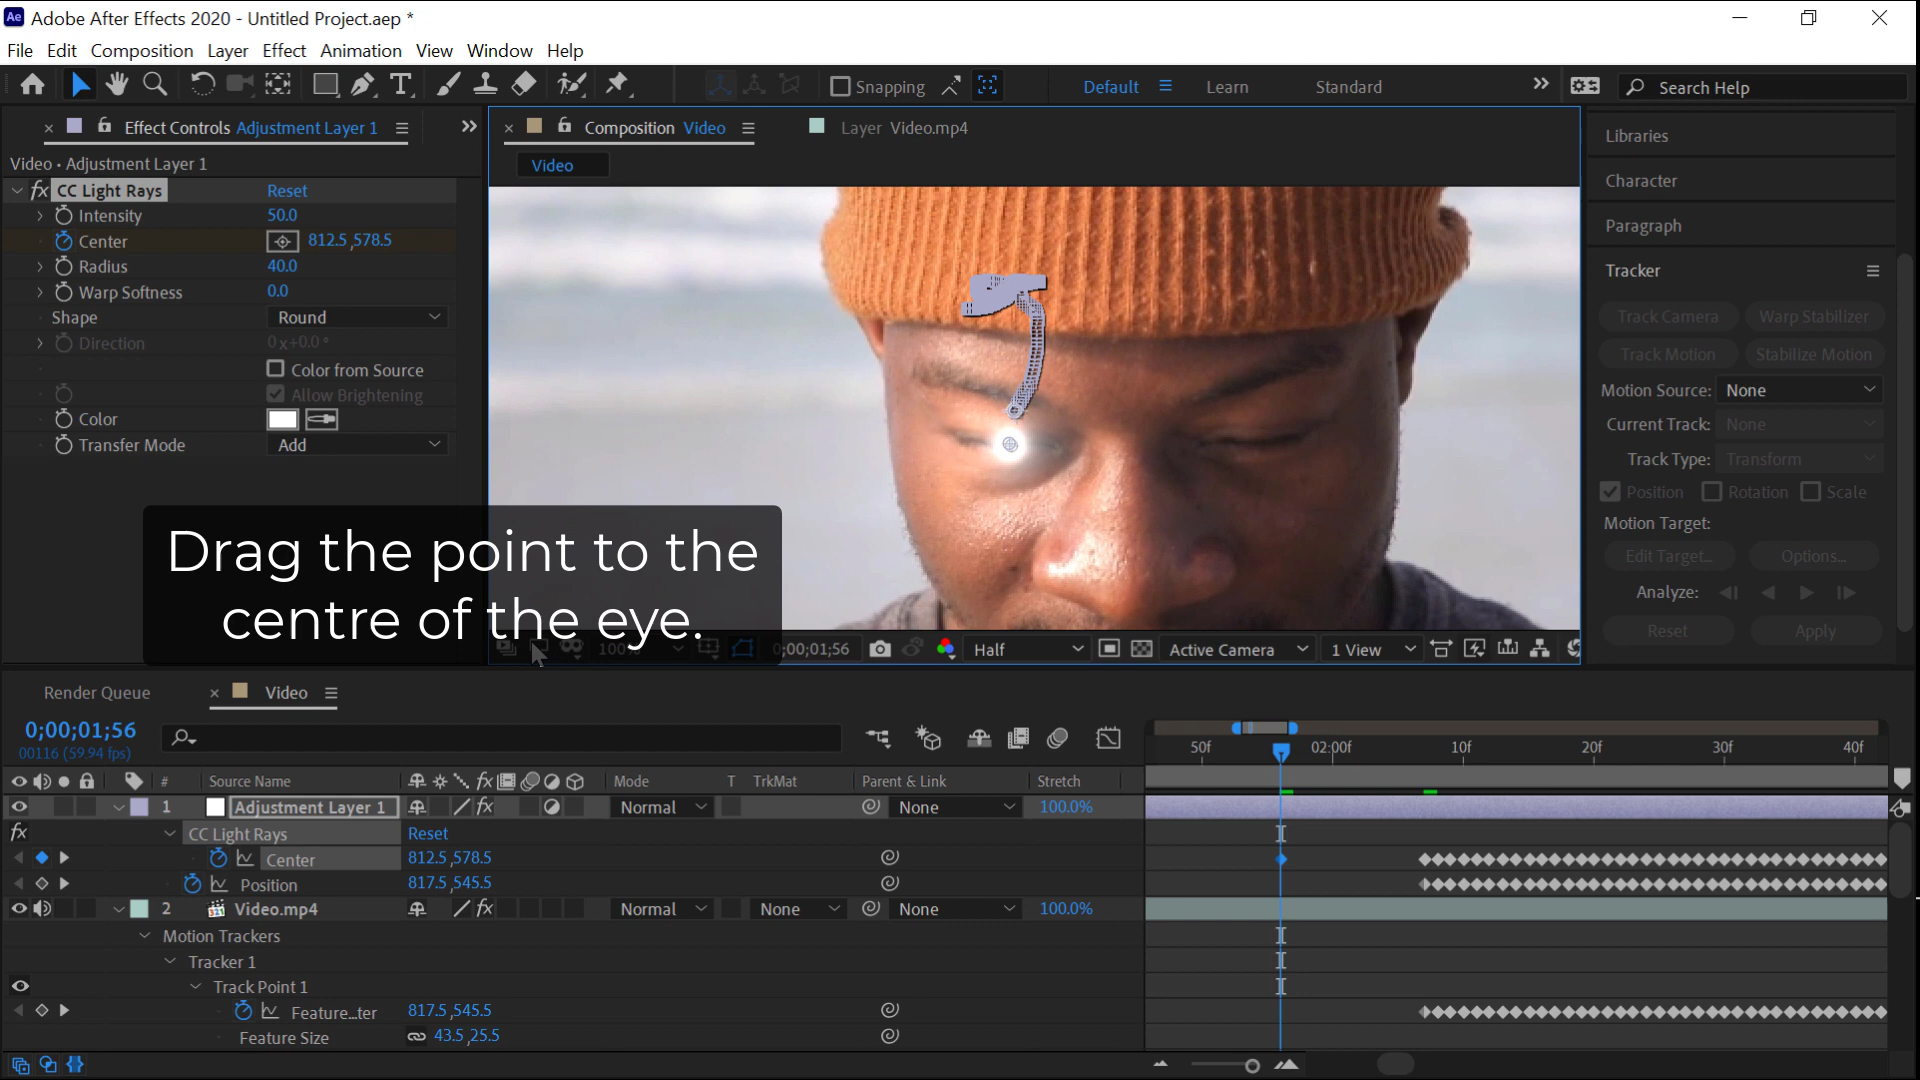 Ae Adobe After Effects 2020 - Untitled Project.aep *
File Edit Composition Layer Effect Animation View Window Help
Snapping
Default
Learn
Standard
Search Help
Effect Controls Adjustment Layer 1
Composition Video
Layer Video.mp4
Video • Adjustment Layer 1
Video
fx CC Light Rays Reset
Intensity 50.0
Center 812.5,578.5
Radius 40.0
Warp Softness 0.0
Shape Round
Direction 0x+0.0°
Color from Source
Allow Brightening
Color
Transfer Mode Add
Drag the point to the
centre of the eye.
100%
0;00;01;56
Half
Active Camera
1 View
Libraries
Character
Paragraph
Tracker
Track Camera Warp Stabilizer
Track Motion Stabilize Motion
Motion Source: None
Current Track: None
Track Type: Transform
Position Rotation Scale
Motion Target:
Edit Target... Options...
Analyze:
Reset Apply
Render Queue
Video
0;00;01;56
00116 (59.94 fps)
50f 02:00f 10f 20f 30f 40f
# Source Name fx Mode T TrkMat Parent & Link Stretch
1 Adjustment Layer 1 fx Normal None 100.0%
fx CC Light Rays Reset
Center 812.5,578.5
Position 817.5,545.5
2 Video.mp4 fx Normal None None 100.0%
Motion Trackers
Tracker 1
Track Point 1
Feature...ter 817.5,545.5
Feature Size 43.5,25.5